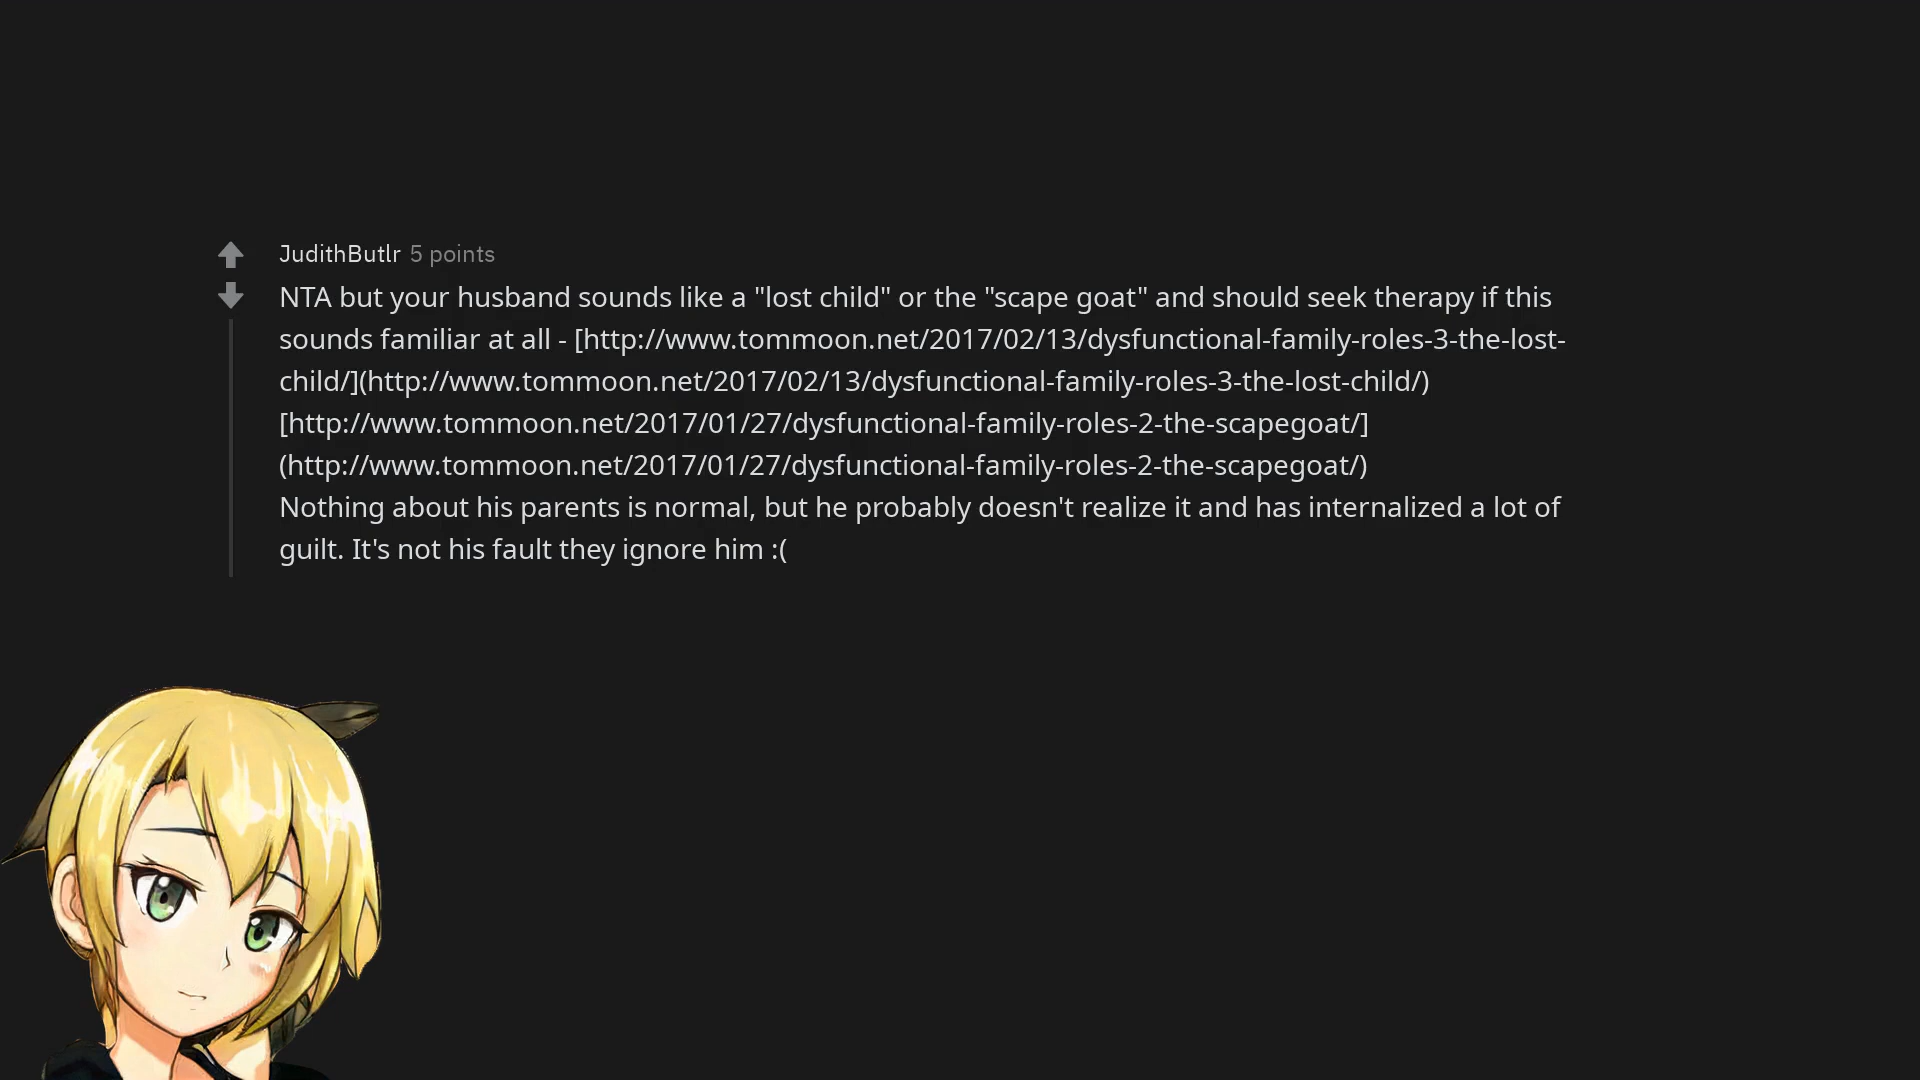 JudithButlr 5 points
NTA but your husband sounds like a "lost child" or the "scape goat" and should seek therapy if this
sounds familiar at all - [http://www.tommoon.net/2017/02/13/dysfunctional-family-roles-3-the-lost-
child/](http://www.tommoon.net/2017/02/13/dysfunctional-family-roles-3-the-lost-child/)
[http://www.tommoon.net/2017/01/27/dysfunctional-family-roles-2-the-scapegoat/]
(http://www.tommoon.net/2017/01/27/dysfunctional-family-roles-2-the-scapegoat/)
Nothing about his parents is normal, but he probably doesn't realize it and has internalized a lot of
guilt. It's not his fault they ignore him :(